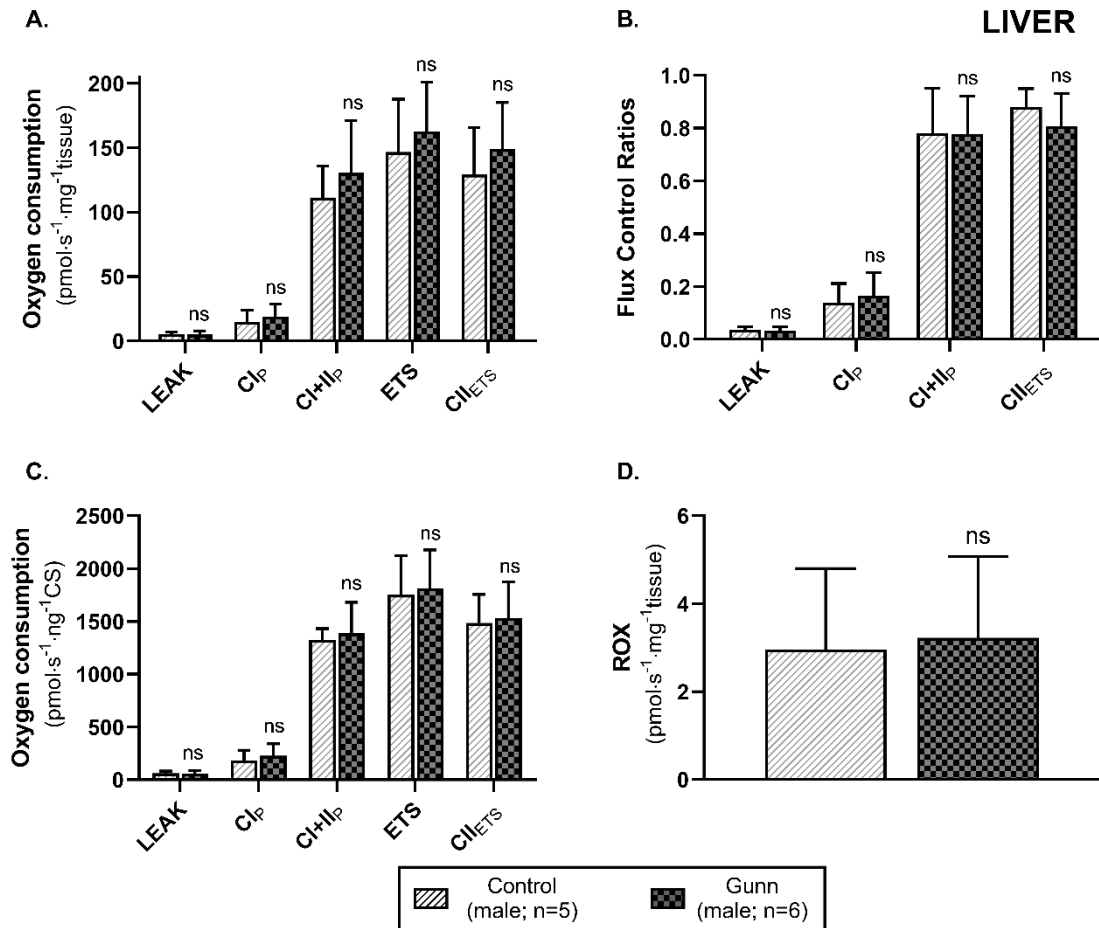 A.
B.
LIVER
Oxygen consumption
(pmol·s⁻¹·mg⁻¹tissue)
200
150
100
50
0
ns
ns
ns
ns
ns
LEAK
CIP
CI+IIP
ETS
CIIETS
Flux Control Ratios
1.0
0.8
0.6
0.4
0.2
0.0
ns
ns
ns
ns
LEAK
CIP
CI+IIP
CIIETS
C.
D.
Oxygen consumption
(pmol·s⁻¹·ng⁻¹CS)
2500
2000
1500
1000
500
0
ns
ns
ns
ns
ns
LEAK
CIP
CI+IIP
ETS
CIIETS
ROX
(pmol·s⁻¹·mg⁻¹tissue)
6
4
2
0
ns
Control
(male; n=5)
Gunn
(male; n=6)